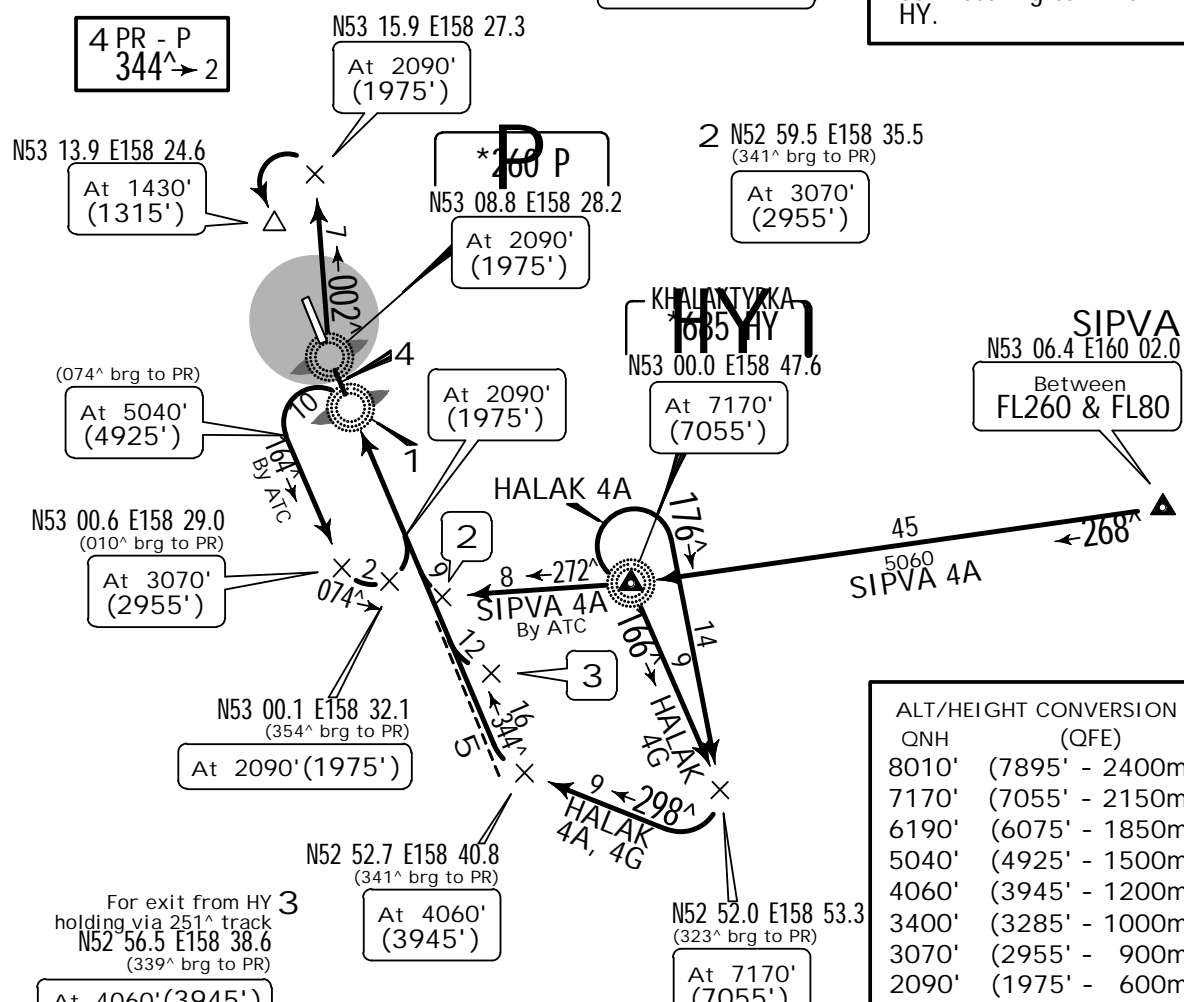 HY.
4 PR - P
344^ 2
N53 15.9 E158 27.3
At 2090'
(1975')
N53 13.9 E158 24.6
At 1430'
(1315')
P
*260 P
N53 08.8 E158 28.2
At 2090'
(1975')
2 N52 59.5 E158 35.5
(341^ brg to PR)
At 3070'
(2955')
7
002^
KHALAKTYRKA
HY
*685 HY
N53 00.0 E158 47.6
At 7170'
(7055')
SIPVA
N53 06.4 E160 02.0
Between
FL260 & FL80
4
(074^ brg to PR)
At 5040'
(4925')
10
164^
By ATC
At 2090'
(1975')
1
HALAK 4A
176^
45
268^
5060
SIPVA 4A
N53 00.6 E158 29.0
(010^ brg to PR)
At 3070'
(2955')
2
074^
2
9
8 272^
SIPVA 4A
By ATC
12
3
166^
14
9
HALAK
4G
16
344^
5
N53 00.1 E158 32.1
(354^ brg to PR)
At 2090'(1975')
9 298^
HALAK
4A, 4G
N52 52.7 E158 40.8
(341^ brg to PR)
At 4060'
(3945')
For exit from HY 3
holding via 251^ track
N52 56.5 E158 38.6
(339^ brg to PR)
At 4060'(3945')
N52 52.0 E158 53.3
(323^ brg to PR)
At 7170'
(7055')
ALT/HEIGHT CONVERSION
QNH (QFE)
8010' (7895' - 2400m
7170' (7055' - 2150m
6190' (6075' - 1850m
5040' (4925' - 1500m
4060' (3945' - 1200m
3400' (3285' - 1000m
3070' (2955' - 900m
2090' (1975' - 600m